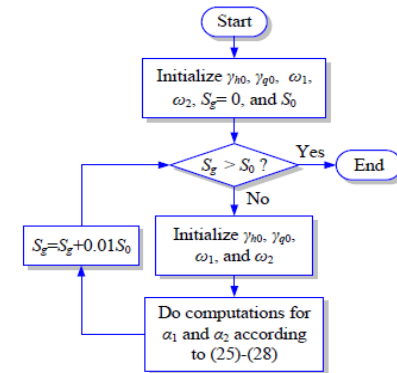 Start
Initialize γh0, γq0, ω1,
ω2, Sg= 0, and S0
Sg > S0 ?
Yes
End
No
Sg=Sg+0.01S0
Initialize γh0, γq0,
ω1, and ω2
Do computations for
α1 and α2 according
to (25)-(28)